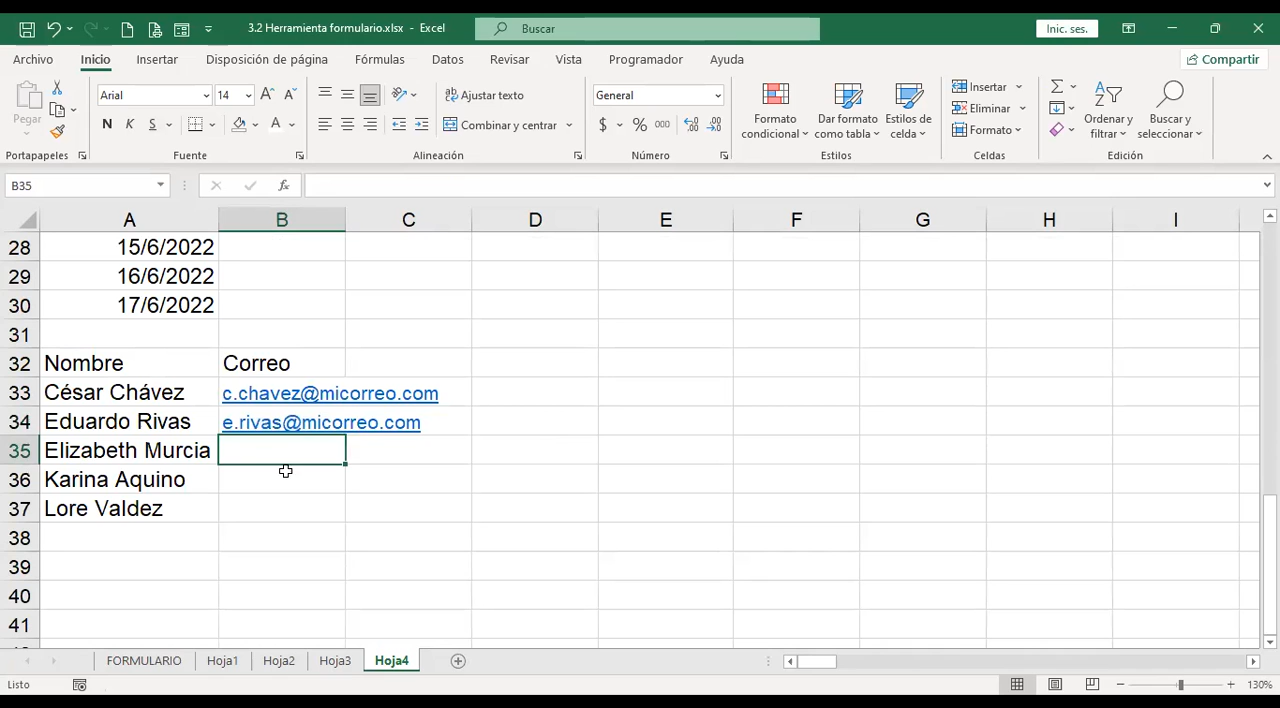 3.2 Herramienta formulario.xlsx - Excel
Buscar
Inic. ses.
Archivo Inicio Insertar Disposición de página Fórmulas Datos Revisar Vista Programador Ayuda
Compartir
Pegar
Portapapeles
Arial 14
N K S
Fuente
Ajustar texto
Combinar y centrar
Alineación
General
$ % 000
Número
Formato condicional
Dar formato como tabla
Estilos de celda
Estilos
Insertar
Eliminar
Formato
Celdas
Ordenar y filtrar
Buscar y seleccionar
Edición
B35
fx
A B C D E F G H I
28 15/6/2022
29 16/6/2022
30 17/6/2022
31
32 Nombre Correo
33 César Chávez c.chavez@micorreo.com
34 Eduardo Rivas e.rivas@micorreo.com
35 Elizabeth Murcia
36 Karina Aquino
37 Lore Valdez
38
39
40
41
FORMULARIO Hoja1 Hoja2 Hoja3 Hoja4
Listo
130%